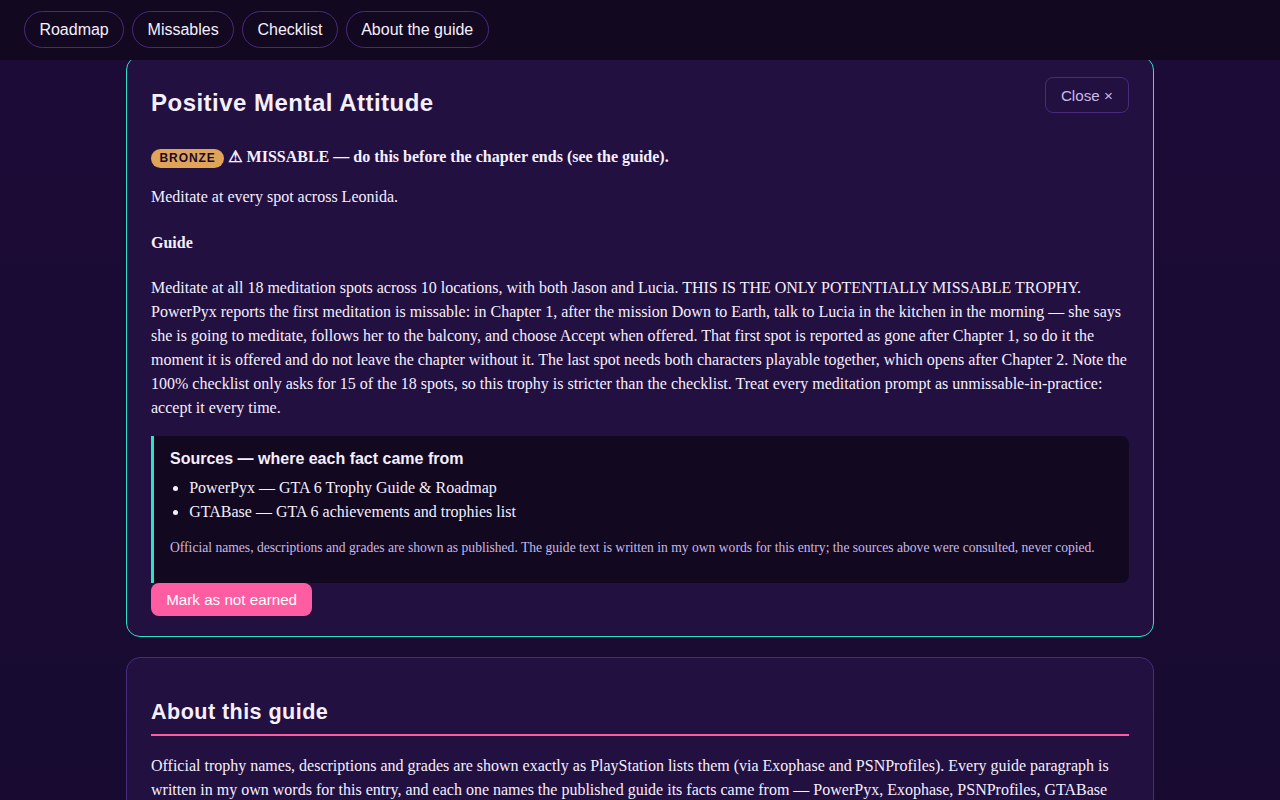 Roadmap
Missables
Checklist
About the guide
Positive Mental Attitude
Close ×
BRONZE ⚠ MISSABLE — do this before the chapter ends (see the guide).
Meditate at every spot across Leonida.
Guide
Meditate at all 18 meditation spots across 10 locations, with both Jason and Lucia. THIS IS THE ONLY POTENTIALLY MISSABLE TROPHY.
PowerPyx reports the first meditation is missable: in Chapter 1, after the mission Down to Earth, talk to Lucia in the kitchen in the morning — she says
she is going to meditate, follows her to the balcony, and choose Accept when offered. That first spot is reported as gone after Chapter 1, so do it the
moment it is offered and do not leave the chapter without it. The last spot needs both characters playable together, which opens after Chapter 2. Note the
100% checklist only asks for 15 of the 18 spots, so this trophy is stricter than the checklist. Treat every meditation prompt as unmissable-in-practice:
accept it every time.
Sources — where each fact came from
• PowerPyx — GTA 6 Trophy Guide & Roadmap
• GTABase — GTA 6 achievements and trophies list
Official names, descriptions and grades are shown as published. The guide text is written in my own words for this entry; the sources above were consulted, never copied.
Mark as not earned
About this guide
Official trophy names, descriptions and grades are shown exactly as PlayStation lists them (via Exophase and PSNProfiles). Every guide paragraph is
written in my own words for this entry, and each one names the published guide its facts came from — PowerPyx, Exophase, PSNProfiles, GTABase